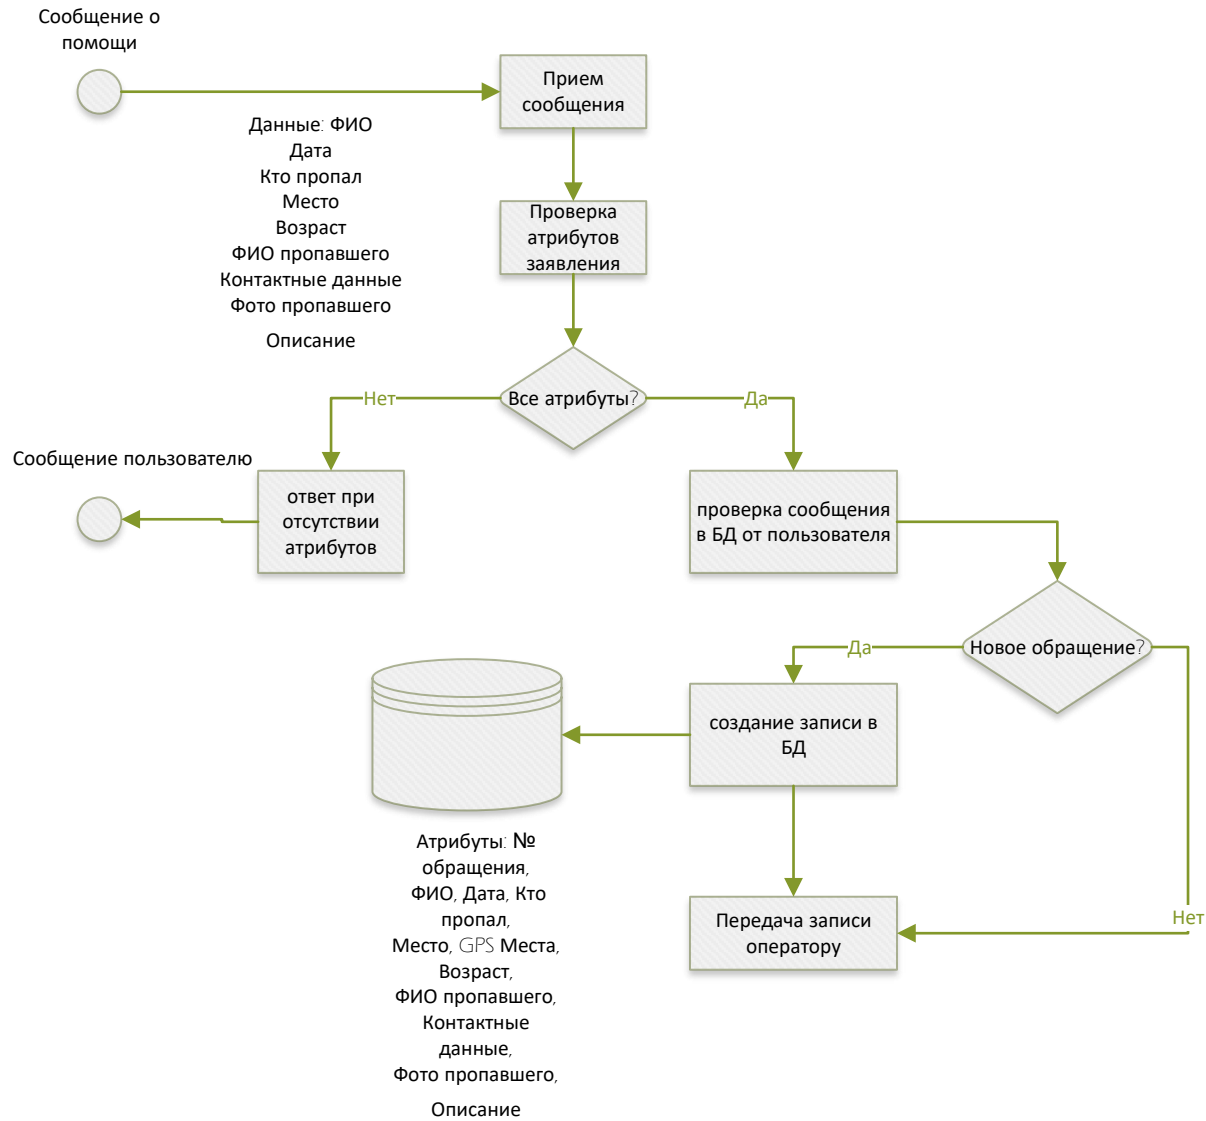 Сообщение о
помощи
Прием
сообщения
Данные: ФИО
Дата
Кто пропал
Место
Возраст
ФИО пропавшего
Контактные данные
Фото пропавшего
Описание
Проверка
атрибутов
заявления
Все атрибуты?
Нет
Да
Сообщение пользователю
ответ при
отсутствии
атрибутов
проверка сообщения
в БД от пользователя
Новое обращение?
Да
Нет
создание записи в
БД
Атрибуты: №
обращения,
ФИО, Дата, Кто
пропал,
Место, GPS Места,
Возраст,
ФИО пропавшего,
Контактные
данные,
Фото пропавшего,
Описание
Передача записи
оператору